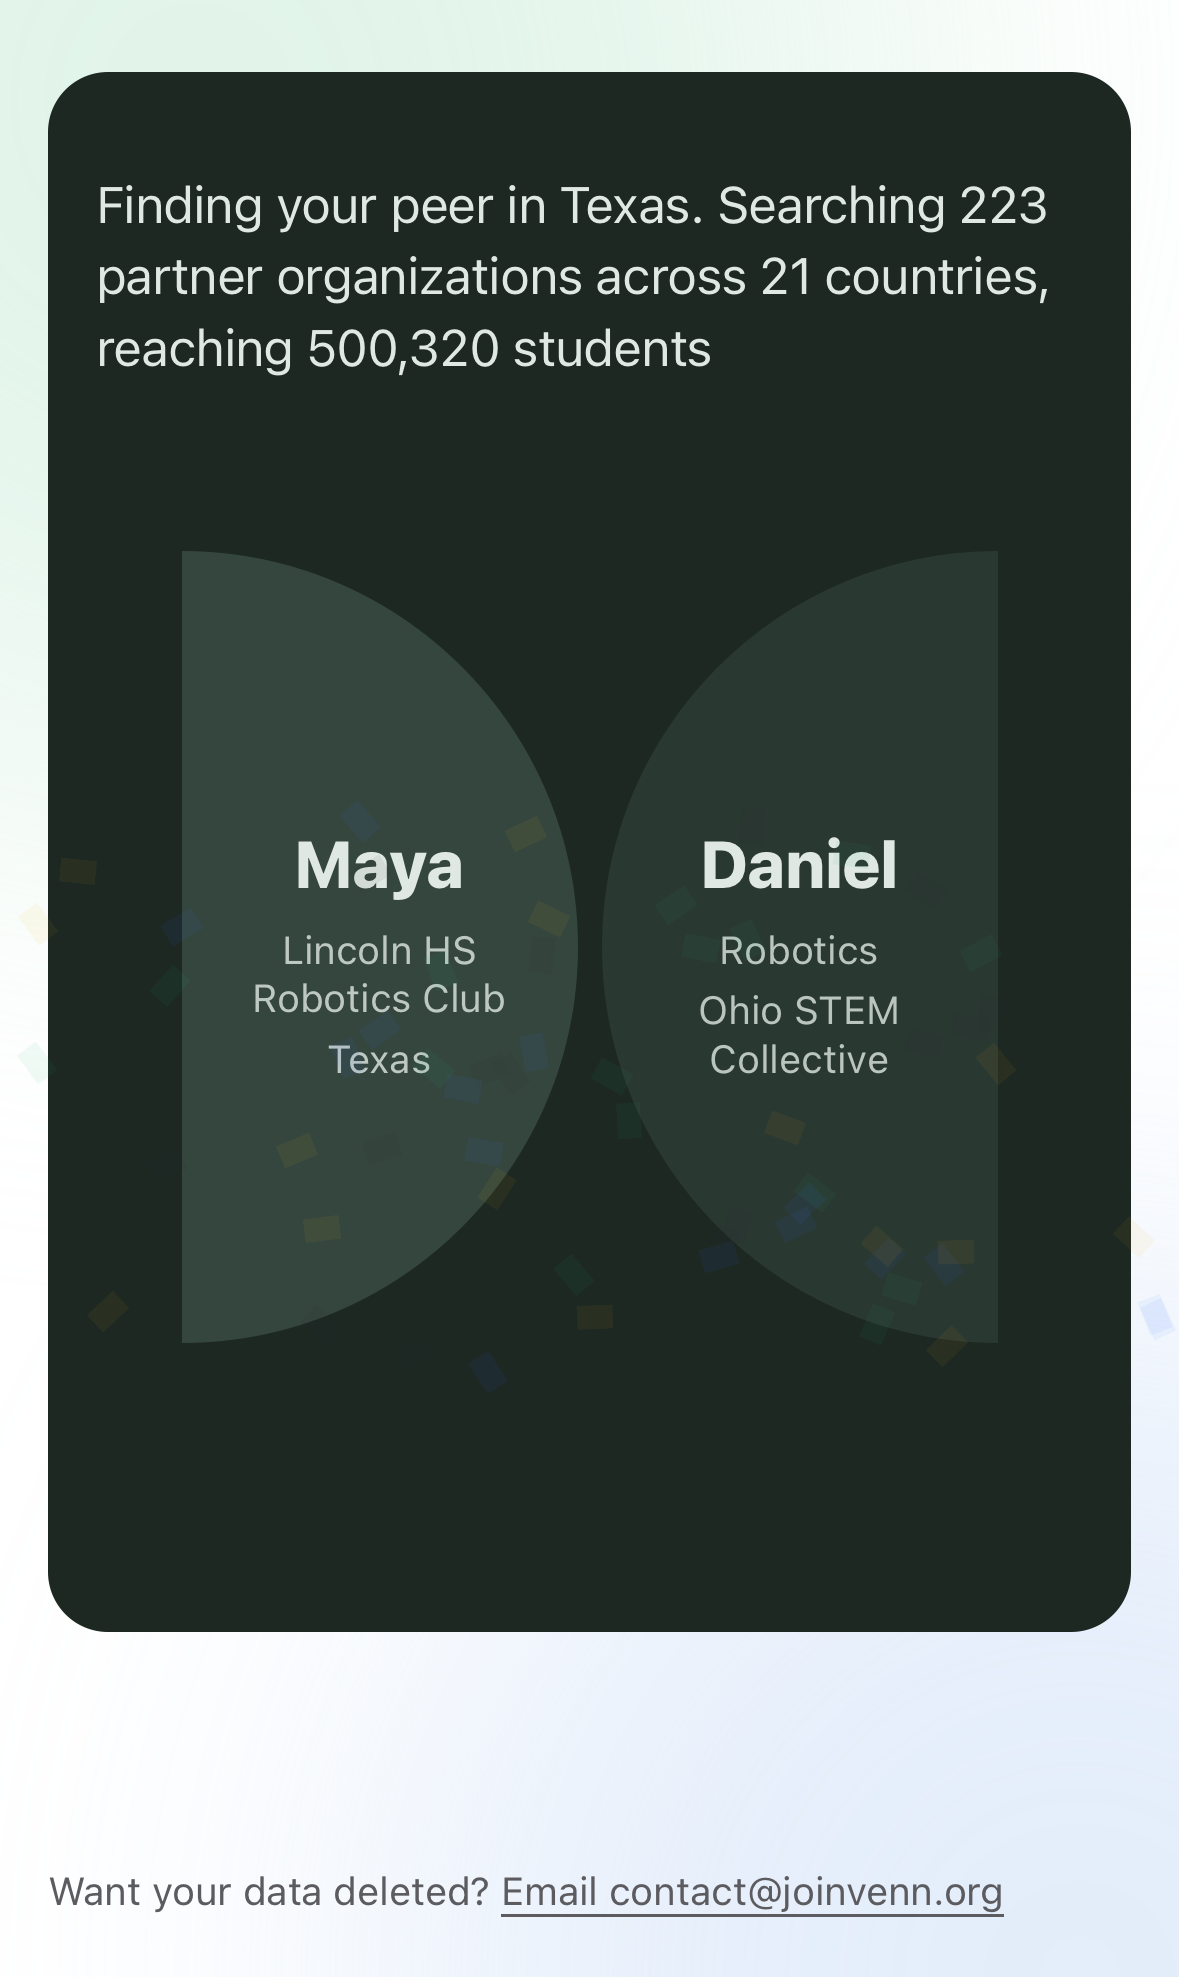 Finding your peer in Texas. Searching 223
partner organizations across 21 countries,
reaching 500,320 students
Maya
Lincoln HS
Robotics Club
Texas
Daniel
Robotics
Ohio STEM
Collective
Want your data deleted? Email contact@joinvenn.org